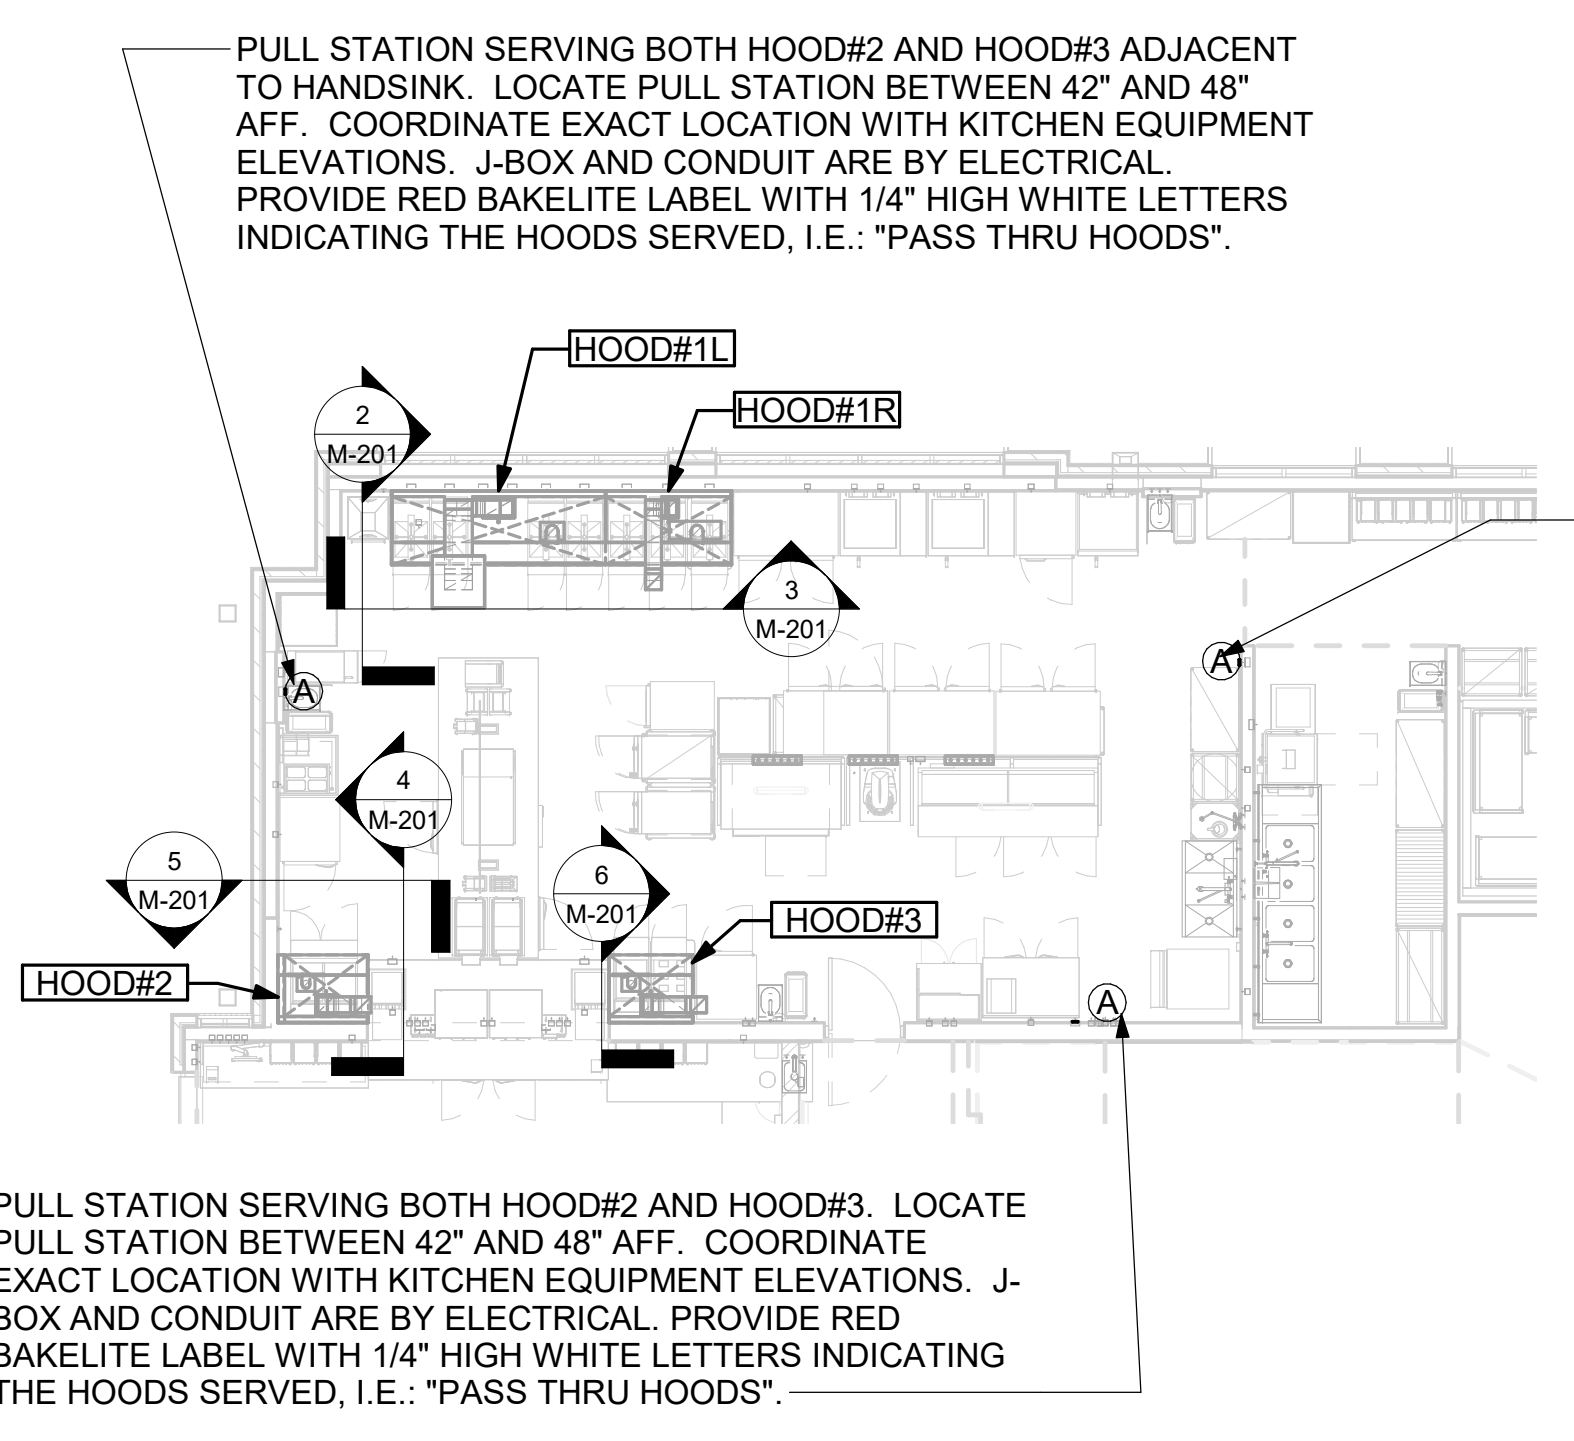 PULL STATION SERVING BOTH HOOD#2 AND HOOD#3 ADJACENT
TO HANDSINK. LOCATE PULL STATION BETWEEN 42" AND 48"
AFF. COORDINATE EXACT LOCATION WITH KITCHEN EQUIPMENT
ELEVATIONS. J-BOX AND CONDUIT ARE BY ELECTRICAL.
PROVIDE RED BAKELITE LABEL WITH 1/4" HIGH WHITE LETTERS
INDICATING THE HOODS SERVED, I.E.: "PASS THRU HOODS".
HOOD#1L
HOOD#1R
2
M-201
3
M-201
A
A
4
M-201
5
M-201
6
M-201
HOOD#3
HOOD#2
A
PULL STATION SERVING BOTH HOOD#2 AND HOOD#3. LOCATE
PULL STATION BETWEEN 42" AND 48" AFF. COORDINATE
EXACT LOCATION WITH KITCHEN EQUIPMENT ELEVATIONS. J-
BOX AND CONDUIT ARE BY ELECTRICAL. PROVIDE RED
BAKELITE LABEL WITH 1/4" HIGH WHITE LETTERS INDICATING
THE HOODS SERVED, I.E.: "PASS THRU HOODS".